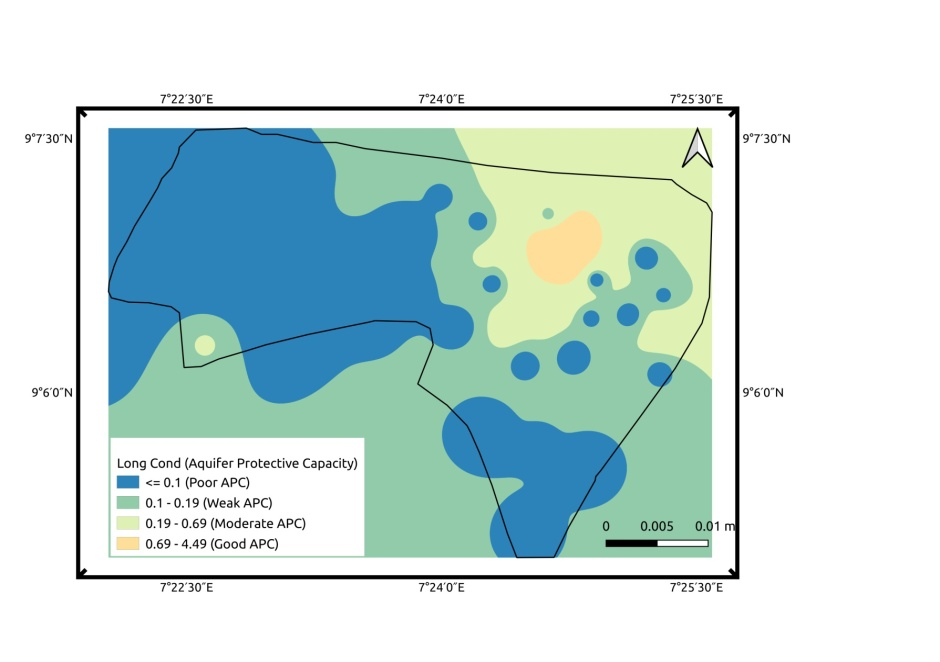 7°22′30″E 7°24′0″E 7°25′30″E
9°7′30″N 9°7′30″N
9°6′0″N 9°6′0″N
Long Cond (Aquifer Protective Capacity)
<= 0.1 (Poor APC)
0.1 - 0.19 (Weak APC)
0.19 - 0.69 (Moderate APC)
0.69 - 4.49 (Good APC)
0 0.005 0.01 m
7°22′30″E 7°24′0″E 7°25′30″E